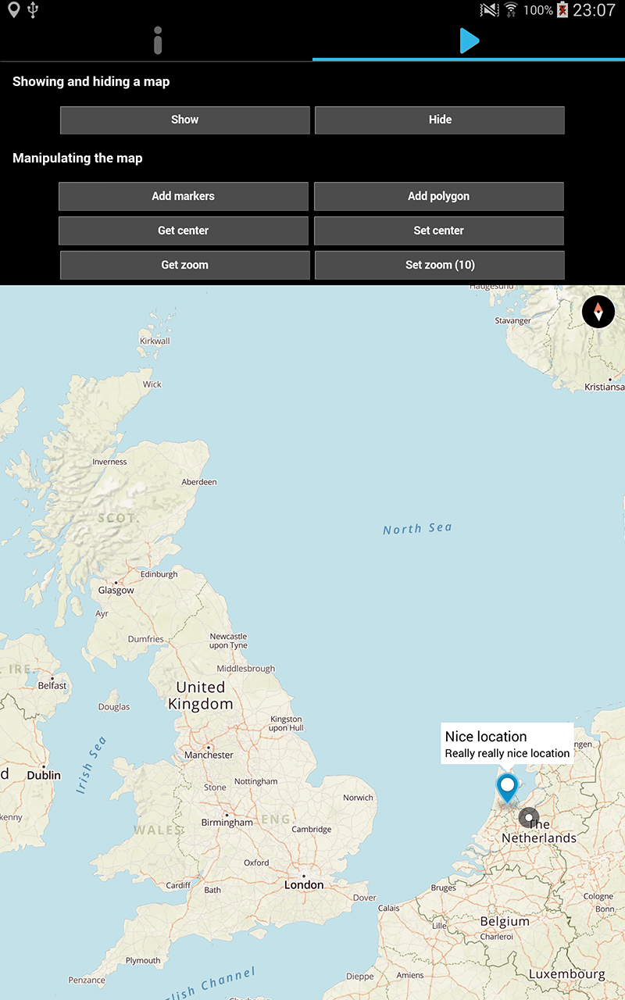 100% 23:07
Showing and hiding a map
Show Hide
Manipulating the map
Add markers Add polygon
Get center Set center
Get zoom Set zoom (10)
Haugesund
Stavanger
Kirkwall
Wick
Kristiansa
Inverness
Aberdeen
SCOT.
North Sea
Edinburgh
Glasgow
Ayr
Dumfries
Newcastle
upon Tyne
Middlesbrough
IRE.
Belfast
United
Kingdom
Douglas
Kingston
upon Hull
Nice location
Really really nice location
ngen
Irish Sea
Manchester
d
Dublin
Stone
Nottingham
Norwich
kenny
Birmingham
ENG.
WALES
Cambridge
The
Netherlands
Oxford
London
Cardiff
Bath
Dover
Bruges
Calais
Cologne
Bonn
Lille
Belgium
Charleroi
Plymouth
Penzance
lish Channel
Dieppe
Amiens
Luxembourg